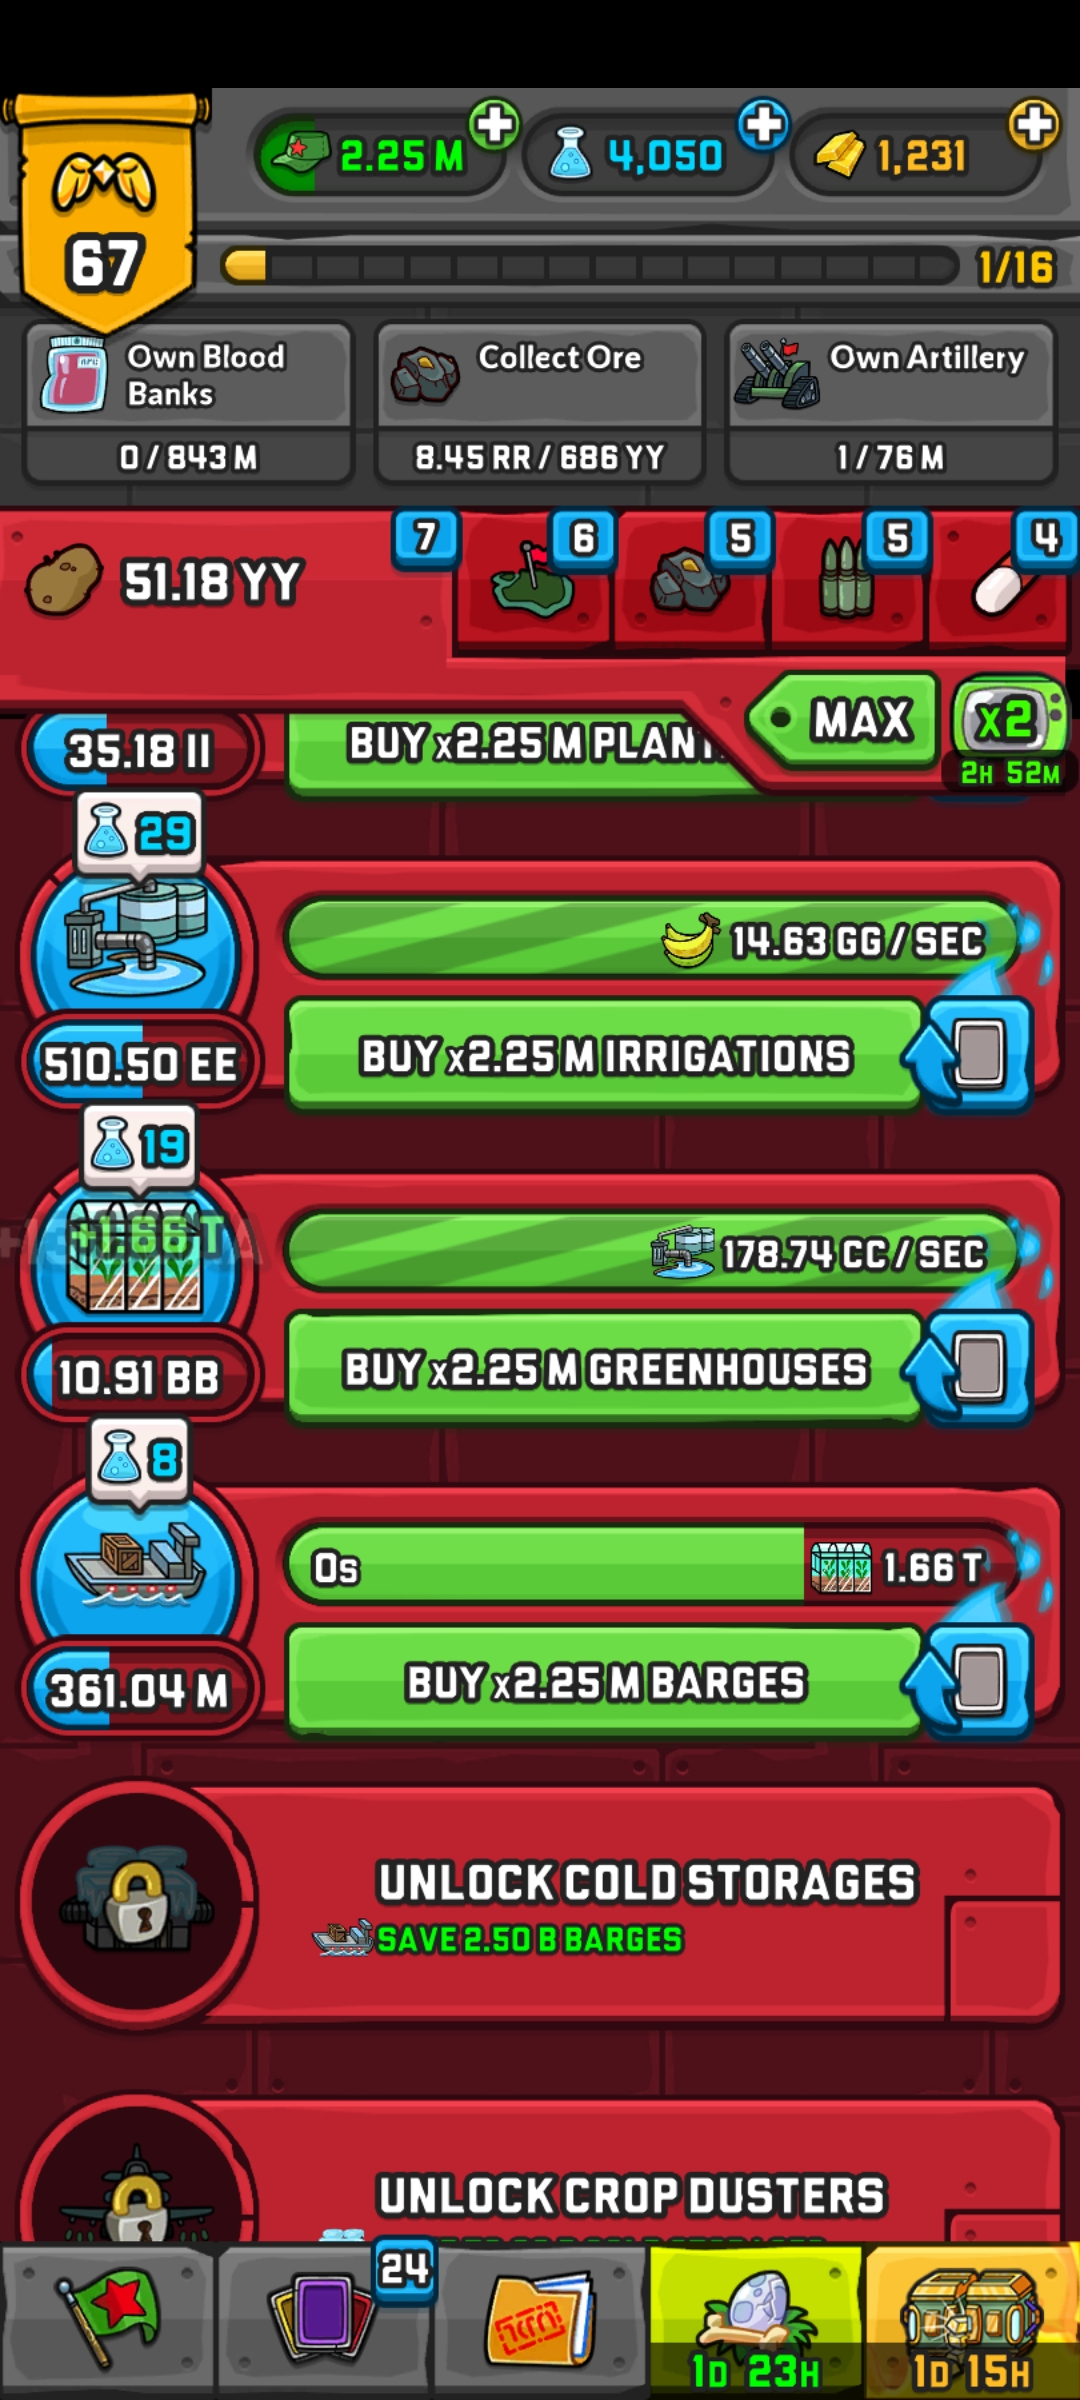 2.25 M
4,050
1,231
67
1/16
Own Blood
Banks
0 / 843 M
Collect Ore
8.45 RR / 686 YY
Own Artillery
1 / 76 M
51.18 YY
7
6
5
5
4
MAX
x2
2H 52M
35.18 II
BUY x2.25 M PLANT
29
14.63 GG / SEC
510.50 EE
BUY x2.25 M IRRIGATIONS
19
+1.66 T
178.74 CC / SEC
10.91 BB
BUY x2.25 M GREENHOUSES
8
0s
1.66 T
361.04 M
BUY x2.25 M BARGES
UNLOCK COLD STORAGES
SAVE 2.50 B BARGES
UNLOCK CROP DUSTERS
24
1D 23H
1D 15H